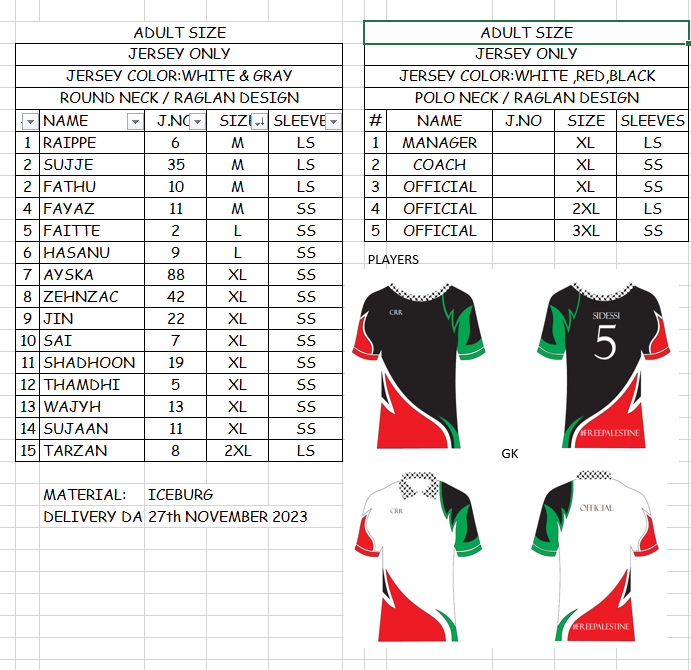 ADULT SIZE
JERSEY ONLY
JERSEY COLOR:WHITE & GRAY
ROUND NECK / RAGLAN DESIGN
NAME J.NO SIZE SLEEVE
1 RAIPPE 6 M LS
2 SUJJE 35 M LS
2 FATHU 10 M LS
4 FAYAZ 11 M SS
5 FAITTE 2 L SS
6 HASANU 9 L SS
7 AYSKA 88 XL SS
8 ZEHNZAC 42 XL SS
9 JIN 22 XL SS
10 SAI 7 XL SS
11 SHADHOON 19 XL SS
12 THAMDHI 5 XL SS
13 WAJYH 13 XL SS
14 SUJAAN 11 XL SS
15 TARZAN 8 2XL LS
MATERIAL: ICEBURG
DELIVERY DA 27th NOVEMBER 2023
ADULT SIZE
JERSEY ONLY
JERSEY COLOR:WHITE ,RED,BLACK
POLO NECK / RAGLAN DESIGN
# NAME J.NO SIZE SLEEVES
1 MANAGER XL LS
2 COACH XL SS
3 OFFICIAL XL SS
4 OFFICIAL 2XL LS
5 OFFICIAL 3XL SS
PLAYERS
CRR
SIDESSI
5
#FREEPALESTINE
GK
CRR
OFFICIAL
#FREEPALESTINE